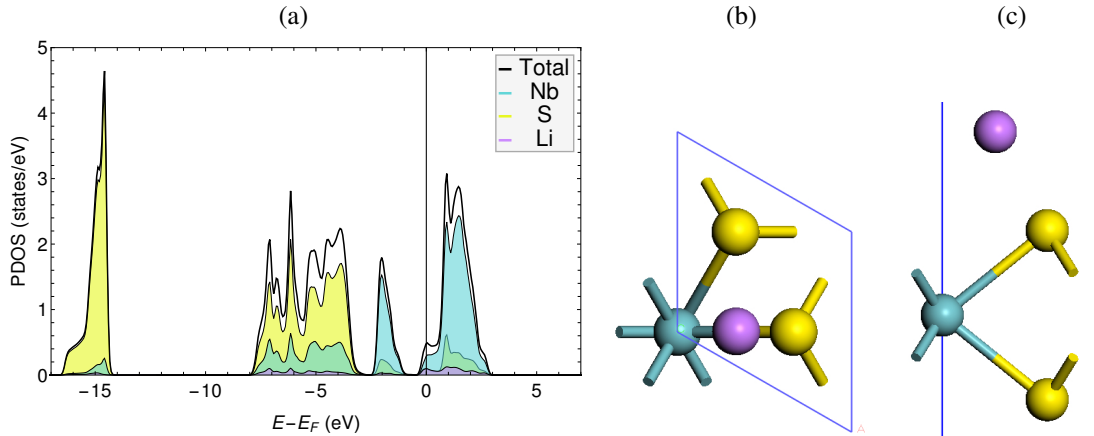 (a)
(b)
(c)
5
4
3
2
1
0
PDOS (states/eV)
Total
Nb
S
Li
−15
−10
−5
0
5
E−E_F (eV)
A